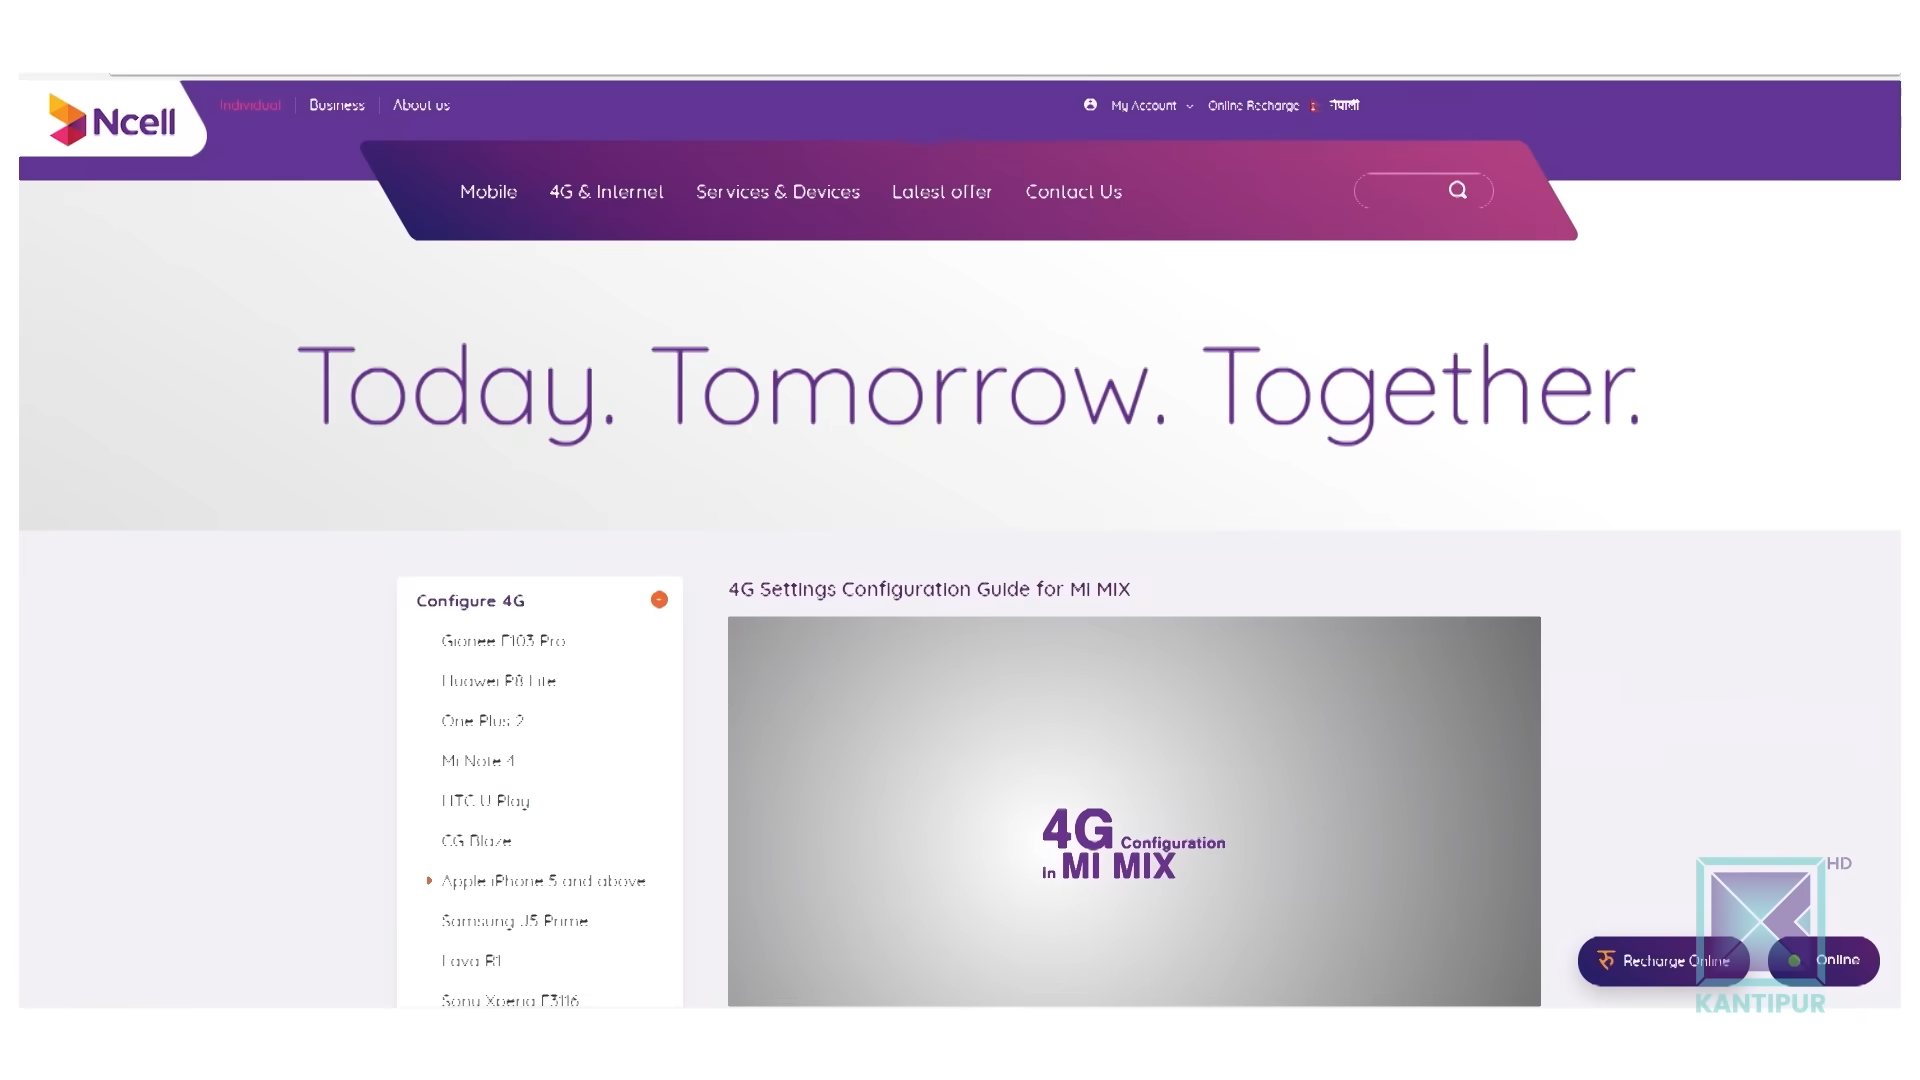 Ncell
Individual
Business
About us
My Account
Online Recharge
नेपाली
Mobile
4G & Internet
Services & Devices
Latest offer
Contact Us
Today. Tomorrow. Together.
Configure 4G
Gionee F103 Pro
Huawei P8 Lite
One Plus 2
Mi Note 4
HTC U Play
CG Blaze
Apple iPhone 5 and above
Samsung J5 Prime
Lava R1
Sony Xperia F3116
4G Settings Configuration Guide for MI MIX
4G Configuration
in MI MIX
HD
रु Recharge Online
Online
KANTIPUR